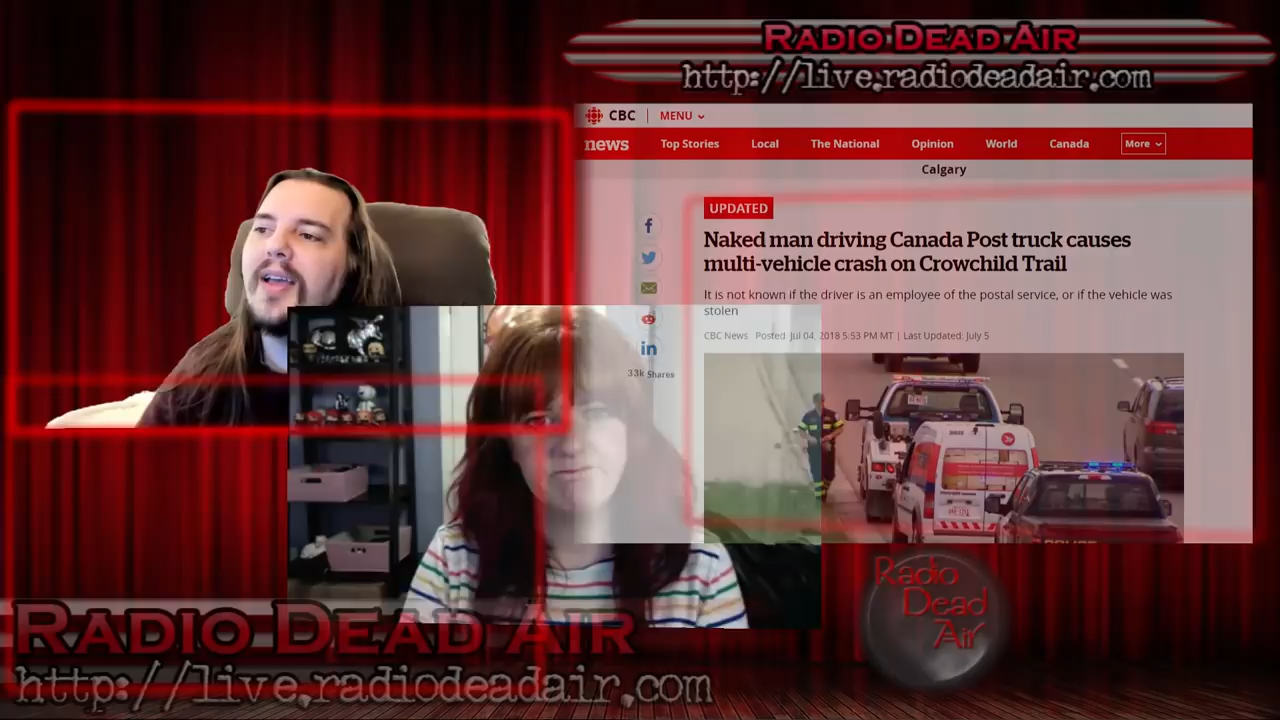 RADIO DEAD AIR
http://live.radiodeadair.com
CBC
MENU
news
Top Stories
Local
The National
Opinion
World
Canada
More
Calgary
UPDATED
Naked man driving Canada Post truck causes
multi-vehicle crash on Crowchild Trail
It is not known if the driver is an employee of the postal service, or if the vehicle was
stolen
CBC News Posted: Jul 04, 2018 5:53 PM MT | Last Updated: July 5
33k Shares
Radio
Dead
Air
RADIO DEAD AIR
http://live.radiodeadair.com